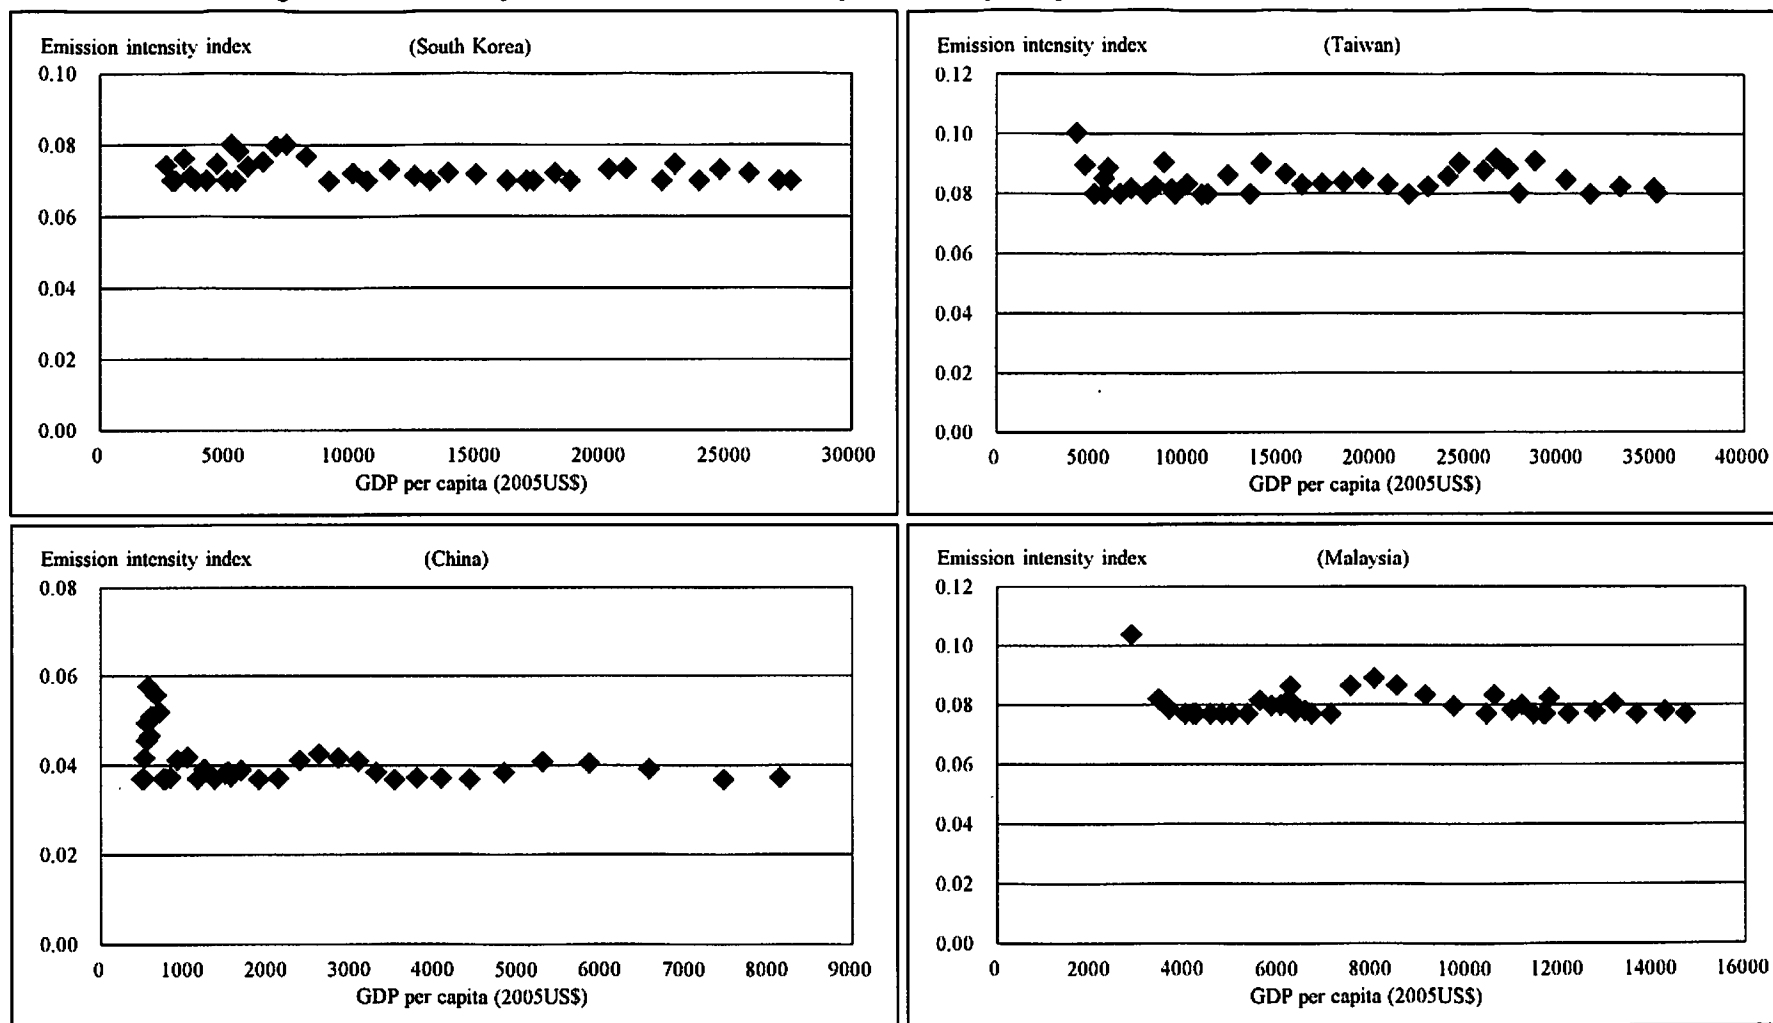 Emission intensity index (South Korea)
0.10
0.08
0.06
0.04
0.02
0.00
0 5000 10000 15000 20000 25000 30000
GDP per capita (2005US$)
Emission intensity index (Taiwan)
0.12
0.10
0.08
0.06
0.04
0.02
0.00
0 5000 10000 15000 20000 25000 30000 35000 40000
GDP per capita (2005US$)
Emission intensity index (China)
0.08
0.06
0.04
0.02
0.00
0 1000 2000 3000 4000 5000 6000 7000 8000 9000
GDP per capita (2005US$)
Emission intensity index (Malaysia)
0.12
0.10
0.08
0.06
0.04
0.02
0.00
0 2000 4000 6000 8000 10000 12000 14000 16000
GDP per capita (2005US$)